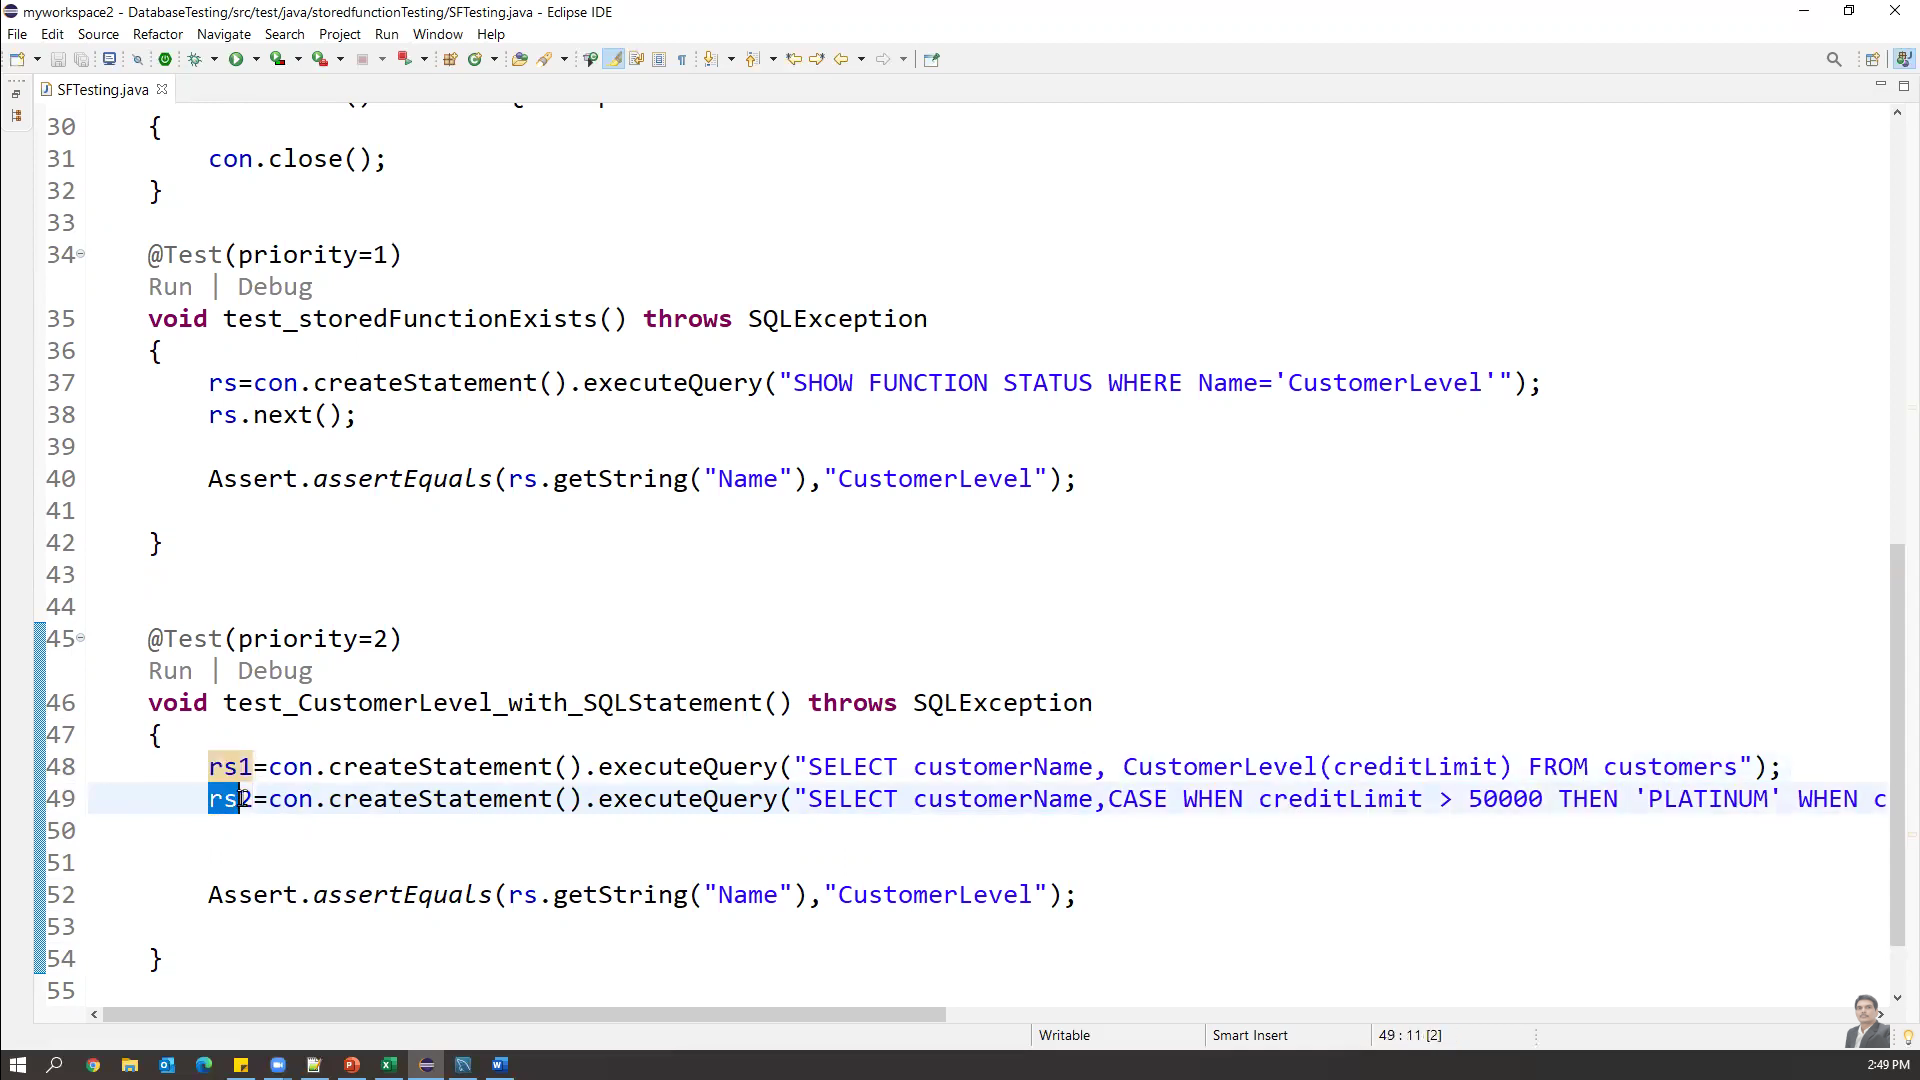 myworkspace2 - DatabaseTesting/src/test/java/storedfunctionTesting/SFTesting.java - Eclipse IDE
File Edit Source Refactor Navigate Search Project Run Window Help
SFTesting.java
30 {
31 con.close();
32 }
33
34 @Test(priority=1)
Run | Debug
35 void test_storedFunctionExists() throws SQLException
36 {
37 rs=con.createStatement().executeQuery("SHOW FUNCTION STATUS WHERE Name='CustomerLevel'");
38 rs.next();
39
40 Assert.assertEquals(rs.getString("Name"),"CustomerLevel");
41
42 }
43
44
45 @Test(priority=2)
Run | Debug
46 void test_CustomerLevel_with_SQLStatement() throws SQLException
47 {
48 rs1=con.createStatement().executeQuery("SELECT customerName, CustomerLevel(creditLimit) FROM customers");
49 rs2=con.createStatement().executeQuery("SELECT customerName,CASE WHEN creditLimit > 50000 THEN 'PLATINUM' WHEN c
50
51
52 Assert.assertEquals(rs.getString("Name"),"CustomerLevel");
53
54 }
55
Writable Smart Insert 49 : 11 [2]
2:49 PM